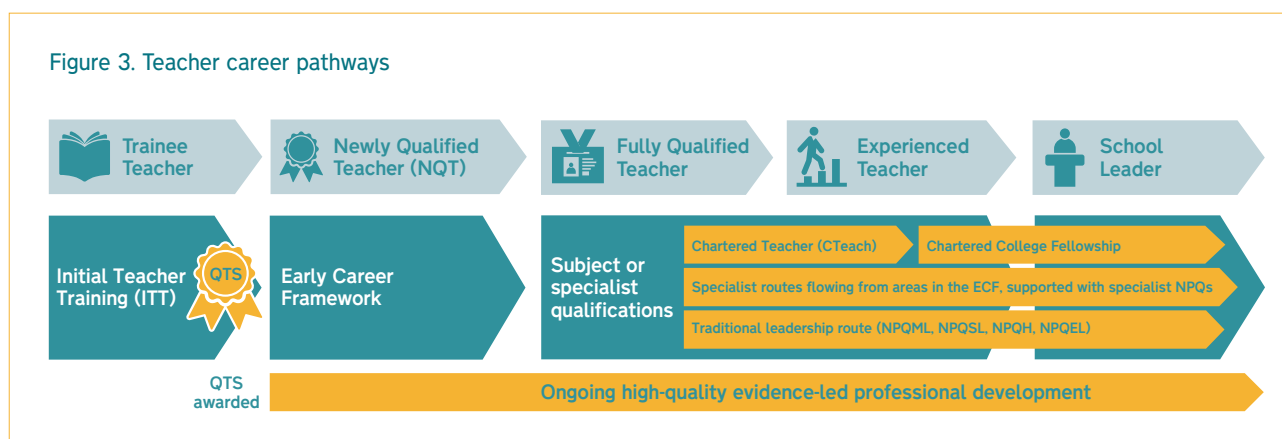 Figure 3. Teacher career pathways
Trainee
Teacher
Newly Qualified
Teacher (NQT)
Fully Qualified
Teacher
Experienced
Teacher
School
Leader
Initial Teacher
Training (ITT)
QTS
Early Career
Framework
Subject or
specialist
qualifications
Chartered Teacher (CTeach)
Chartered College Fellowship
Specialist routes flowing from areas in the ECF, supported with specialist NPQs
Traditional leadership route (NPQML, NPQSL, NPQH, NPQEL)
QTS
awarded
Ongoing high-quality evidence-led professional development